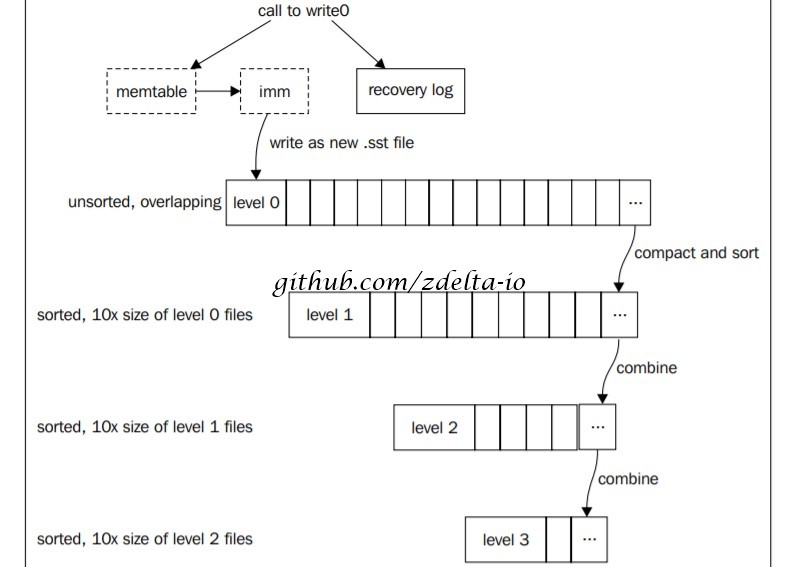 call to write0
memtable
imm
recovery log
write as new .sst file
unsorted, overlapping
level 0
...
compact and sort
github.com/zdelta-io
sorted, 10x size of level 0 files
level 1
...
combine
sorted, 10x size of level 1 files
level 2
...
combine
sorted, 10x size of level 2 files
level 3
...